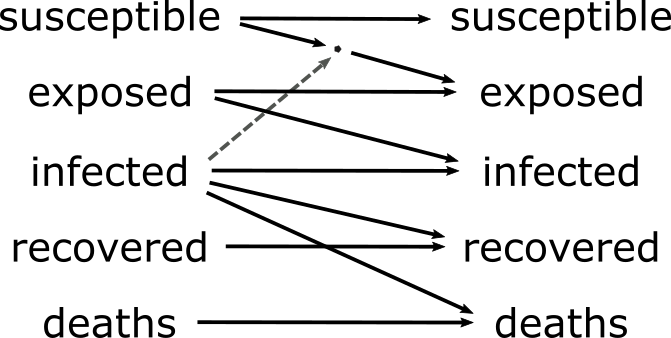 susceptible susceptible
exposed exposed
infected infected
recovered recovered
deaths deaths